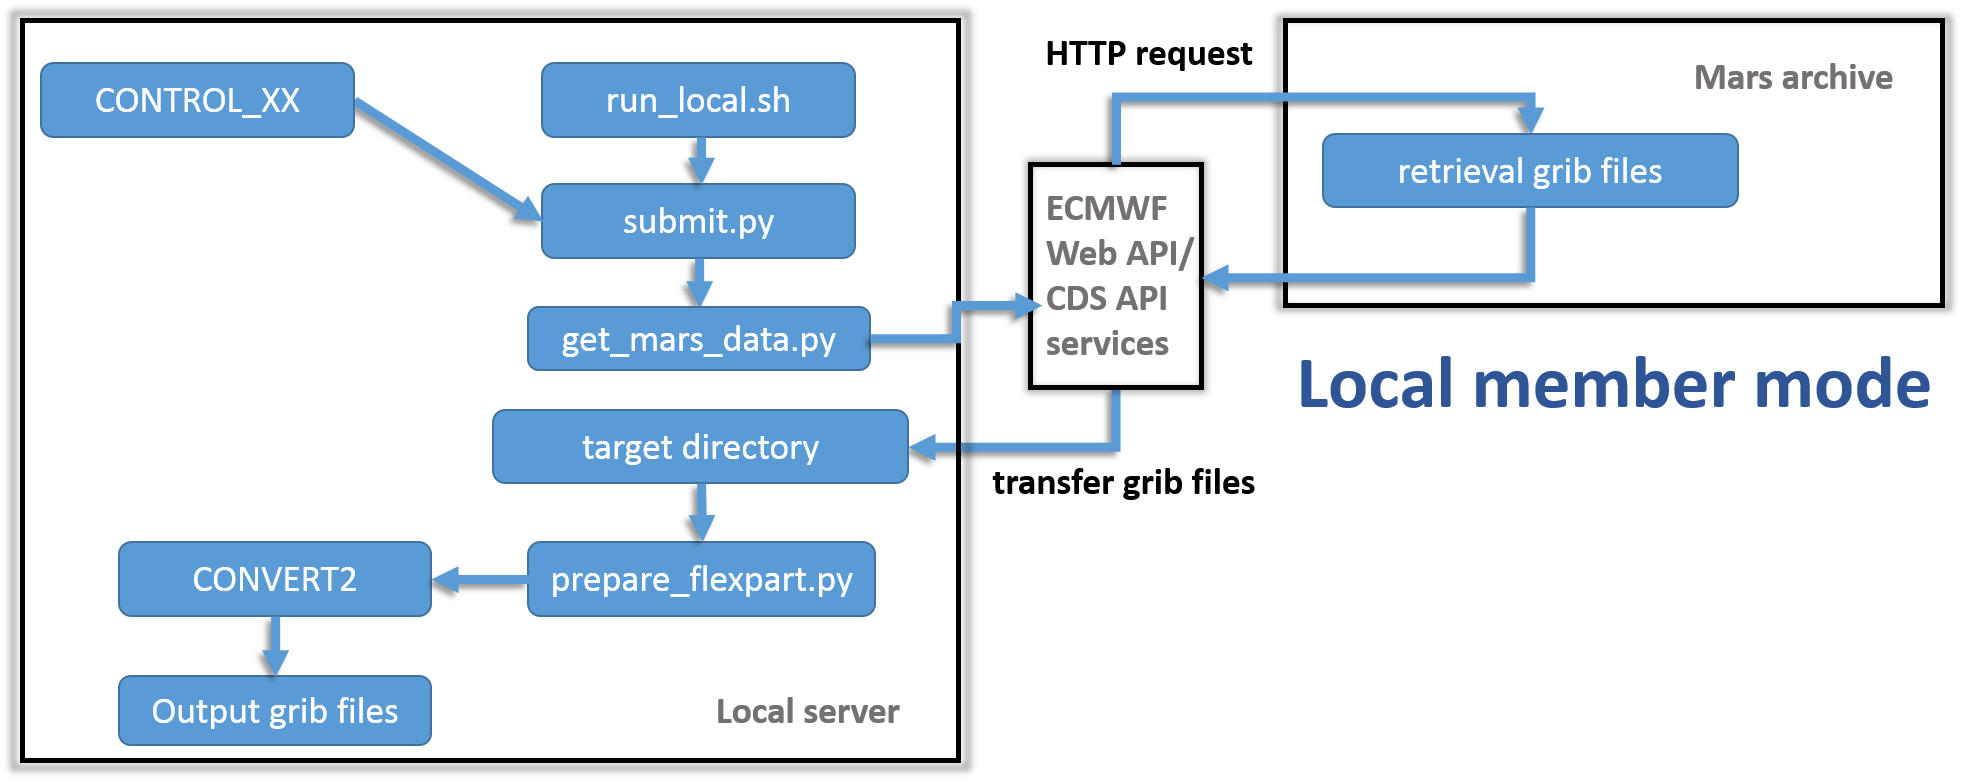 CONTROL_XX
run_local.sh
submit.py
get_mars_data.py
target directory
prepare_flexpart.py
CONVERT2
Output grib files
Local server
HTTP request
ECMWF
Web API/
CDS API
services
transfer grib files
Mars archive
retrieval grib files
Local member mode